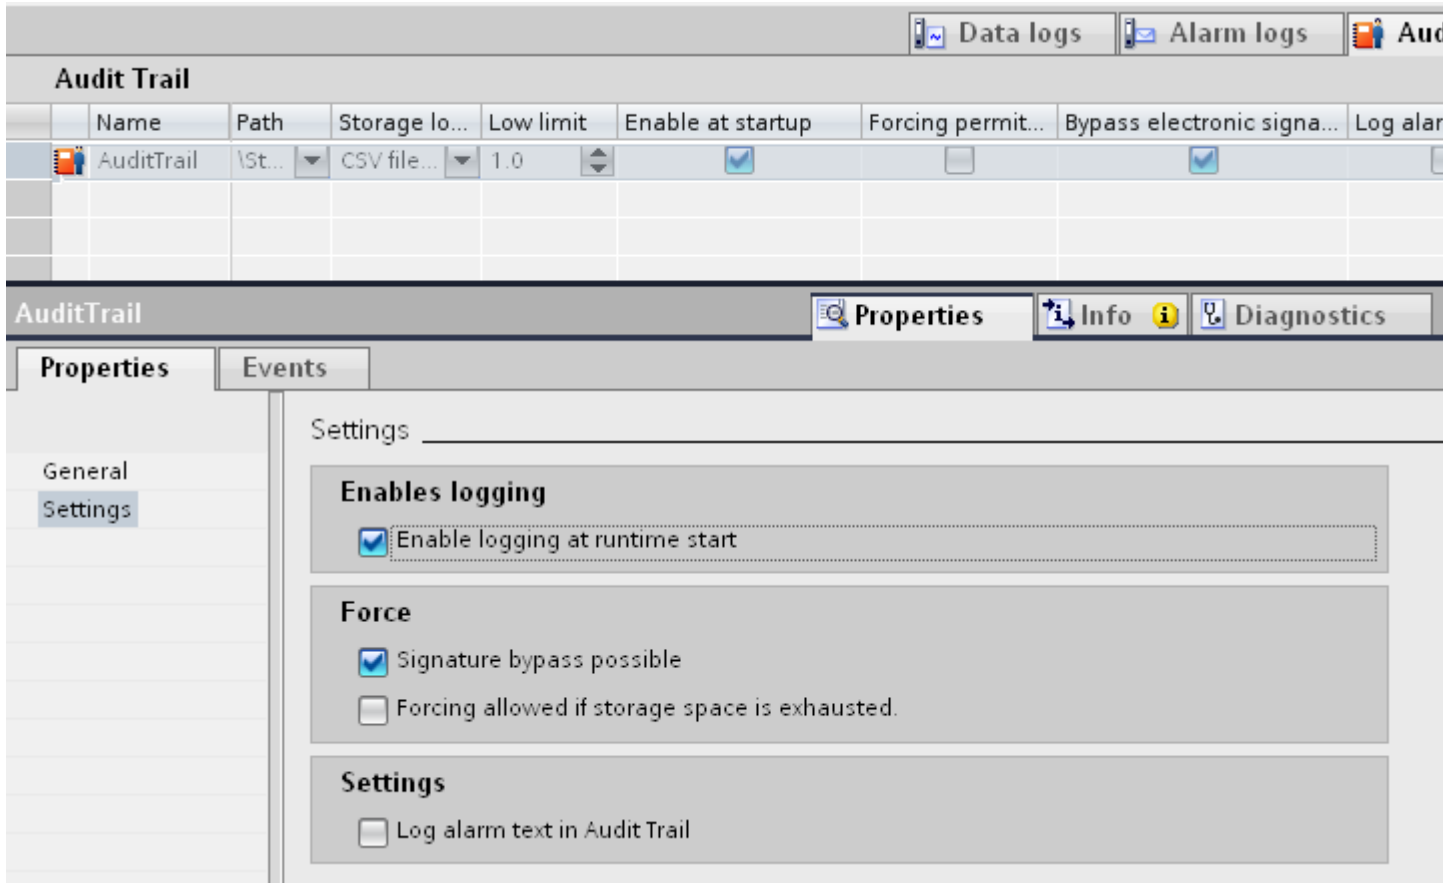 Data logs Alarm logs Aud
Audit Trail
Name Path Storage lo... Low limit Enable at startup Forcing permit... Bypass electronic signa... Log alar
AuditTrail \St... CSV file... 1.0
AuditTrail Properties Info Diagnostics
Properties Events
Settings
General
Settings
Enables logging
Enable logging at runtime start
Force
Signature bypass possible
Forcing allowed if storage space is exhausted.
Settings
Log alarm text in Audit Trail